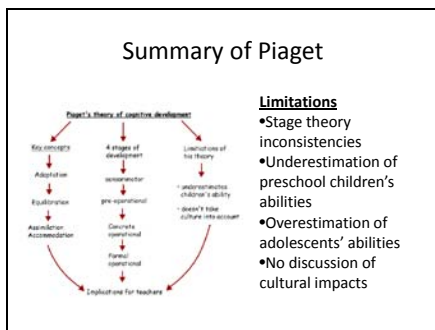 Summary of Piaget
Piaget's theory of cognitive development
Key concepts
Adaptation
Equilibration
Assimilation
Accommodation
4 stages of
development
sensorimotor
pre-operational
Concrete
operational
Formal
operational
Limitations of
his theory
- underestimates
children's ability
- doesn't take
culture into account
Implications for teachers
Limitations
•Stage theory
inconsistencies
•Underestimation of
preschool children's
abilities
•Overestimation of
adolescents' abilities
•No discussion of
cultural impacts